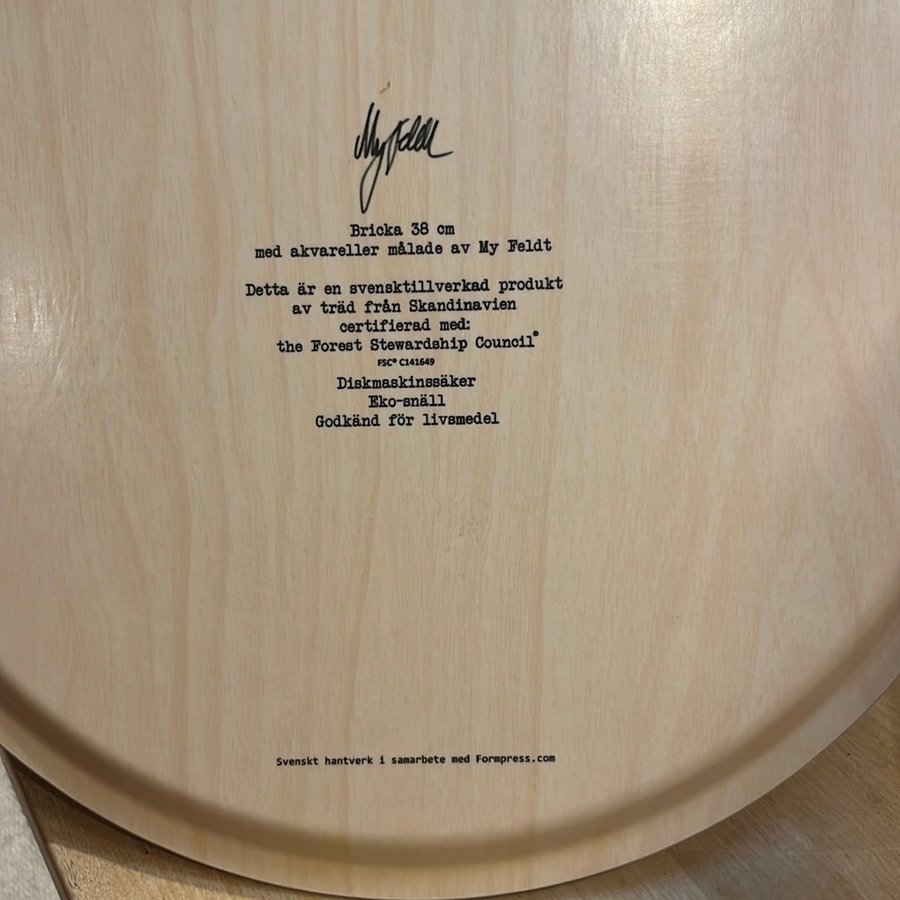 My Feldt
Bricka 38 cm
med akvareller målade av My Feldt
Detta är en svensktillverkad produkt
av träd från Skandinavien
certifierad med:
the Forest Stewardship Council®
FSC® C141649
Diskmaskinssäker
Eko-snäll
Godkänd för livsmedel
Svenskt hantverk i samarbete med Formpress.com